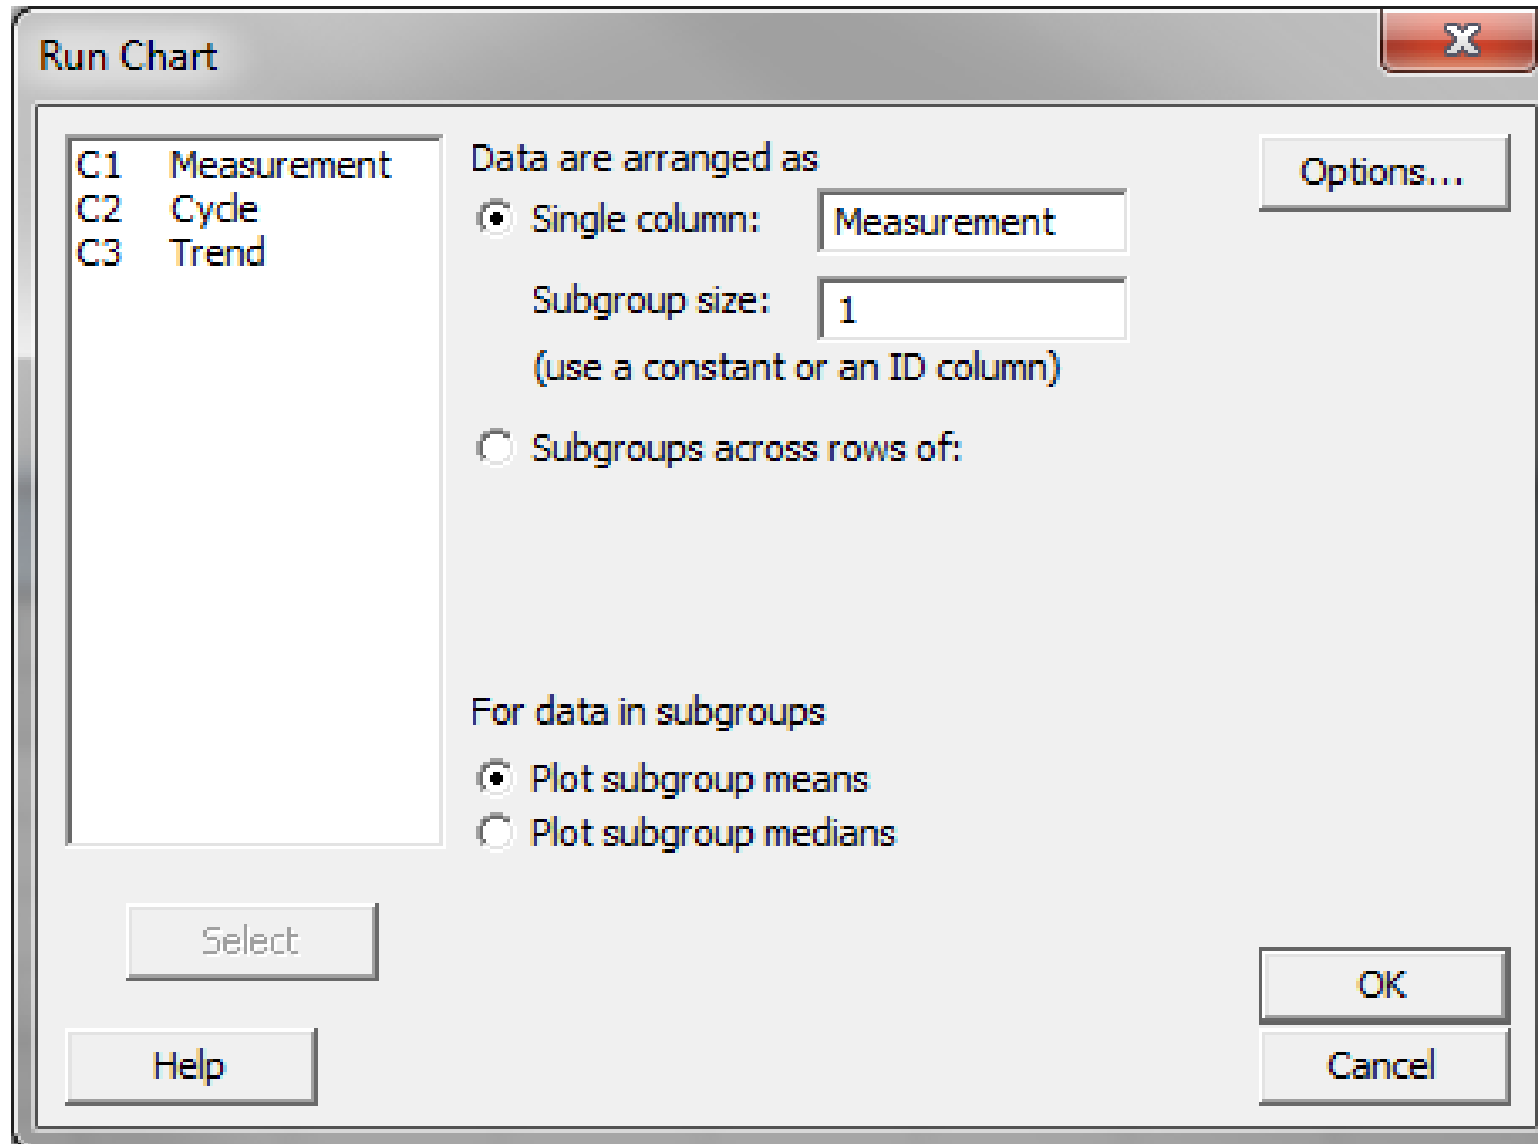 Run Chart
C1 Measurement
C2 Cycle
C3 Trend
Data are arranged as
Single column: Measurement
Subgroup size: 1
(use a constant or an ID column)
Subgroups across rows of:
For data in subgroups
Plot subgroup means
Plot subgroup medians
Options...
Select
Help
OK
Cancel